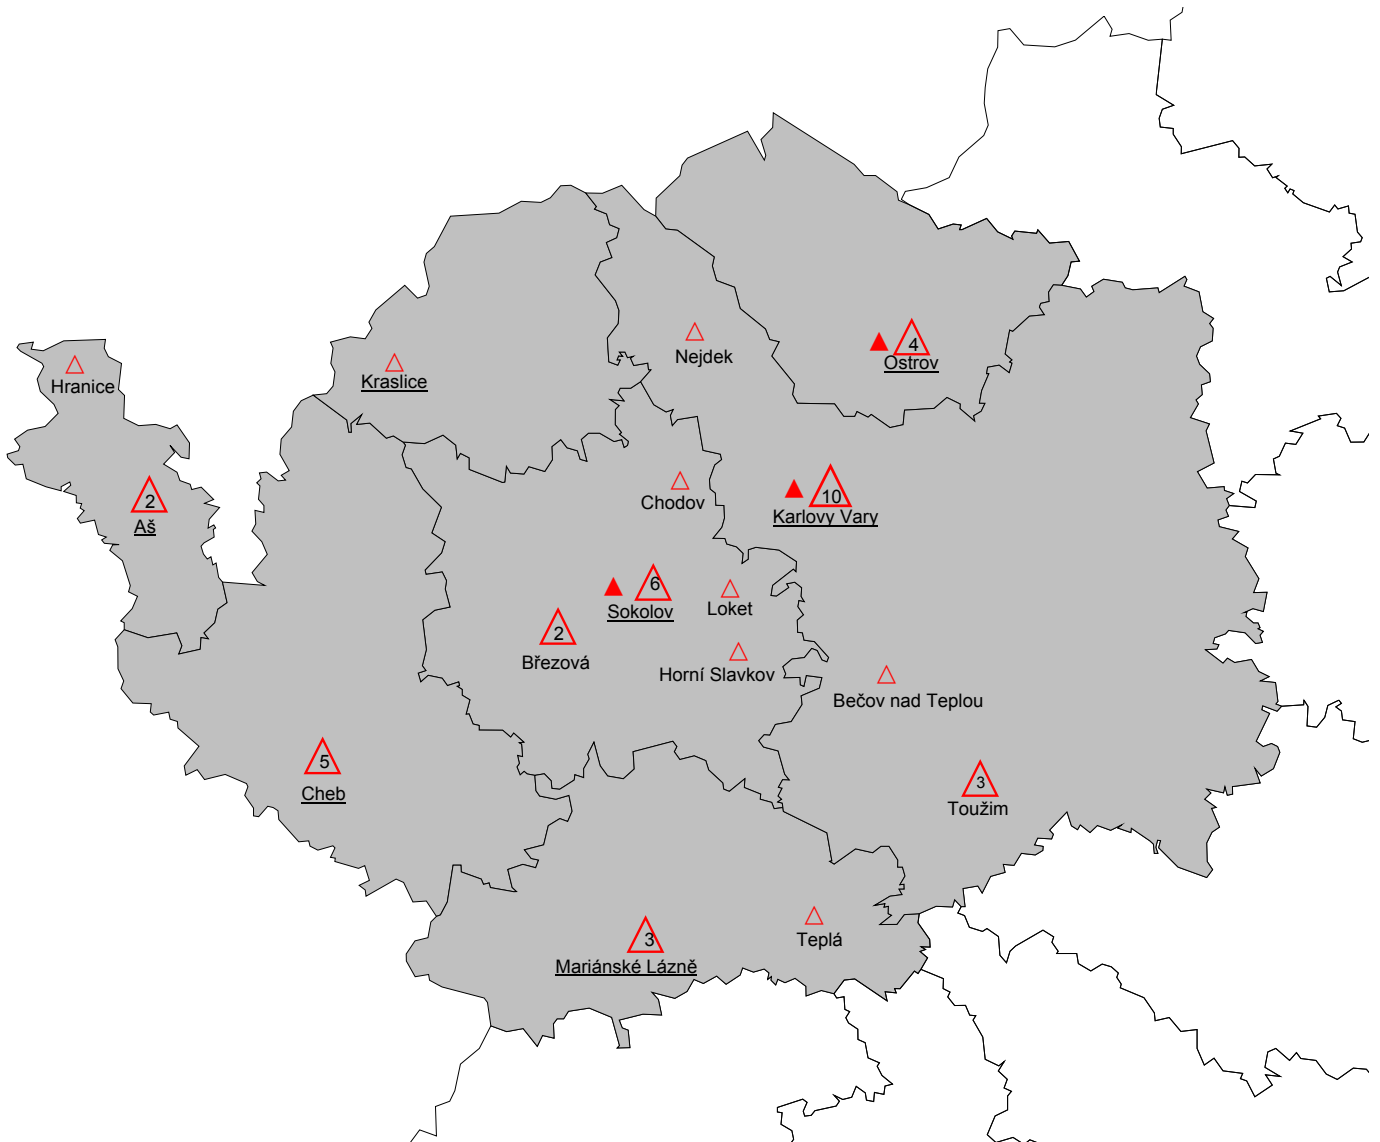 4
Ostrov
Nejdek
Hranice
Kraslice
2
Aš
Chodov
10
Karlovy Vary
6
Sokolov
Loket
2
Březová
Horní Slavkov
Bečov nad Teplou
5
Cheb
3
Toužim
3
Mariánské Lázně
Teplá